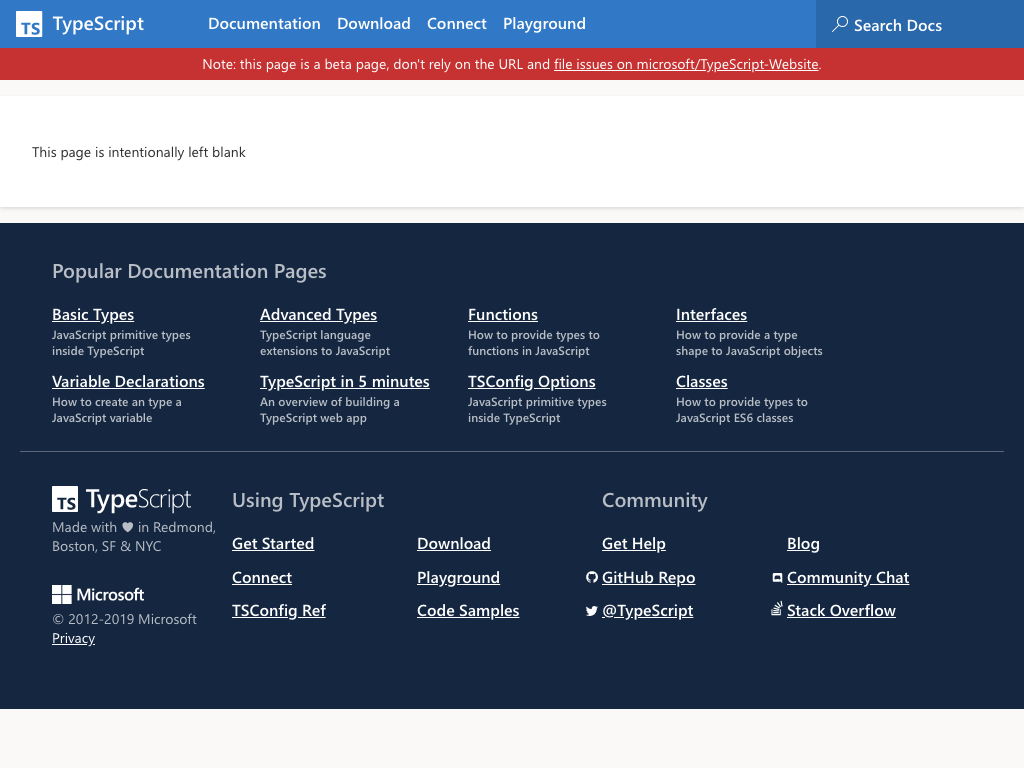 TS TypeScript Documentation Download Connect Playground Search Docs
Note: this page is a beta page, don't rely on the URL and file issues on microsoft/TypeScript-Website.
This page is intentionally left blank
Popular Documentation Pages
Basic Types
JavaScript primitive types
inside TypeScript
Advanced Types
TypeScript language
extensions to JavaScript
Functions
How to provide types to
functions in JavaScript
Interfaces
How to provide a type
shape to JavaScript objects
Variable Declarations
How to create an type a
JavaScript variable
TypeScript in 5 minutes
An overview of building a
TypeScript web app
TSConfig Options
JavaScript primitive types
inside TypeScript
Classes
How to provide types to
JavaScript ES6 classes
TS TypeScript
Made with ♥ in Redmond,
Boston, SF & NYC
Microsoft
© 2012-2019 Microsoft
Privacy
Using TypeScript
Get Started
Download
Connect
Playground
TSConfig Ref
Code Samples
Community
Get Help
Blog
GitHub Repo
Community Chat
@TypeScript
Stack Overflow